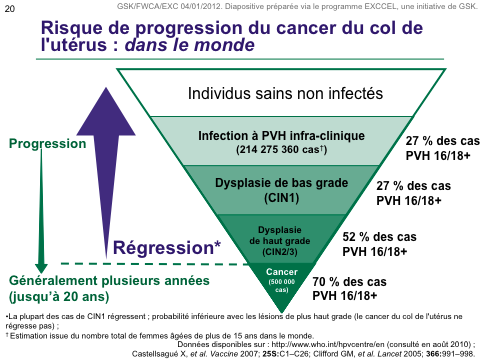 20
GSK/FWCA/EXC 04/01/2012. Diapositive préparée via le programme EXCCEL, une initiative de GSK.
Risque de progression du cancer du col de
l'utérus : dans le monde
Individus sains non infectés
Infection à PVH infra-clinique
(214 275 360 cas†)
27 % des cas
PVH 16/18+
Progression
Dysplasie de bas grade
(CIN1)
27 % des cas
PVH 16/18+
Dysplasie
de haut grade
(CIN2/3)
52 % des cas
PVH 16/18+
Régression*
Cancer
(500 000
cas)
70 % des cas
PVH 16/18+
Généralement plusieurs années
(jusqu'à 20 ans)
•La plupart des cas de CIN1 régressent ; probabilité inférieure avec les lésions de plus haut grade (le cancer du col de l'utérus ne
régresse pas) ;
† Estimation issue du nombre total de femmes âgées de plus de 15 ans dans le monde.
Données disponibles sur : http://www.who.int/hpvcentre/en (consulté en août 2010) ;
Castellsagué X, et al. Vaccine 2007; 25S:C1–C26; Clifford GM, et al. Lancet 2005; 366:991–998.